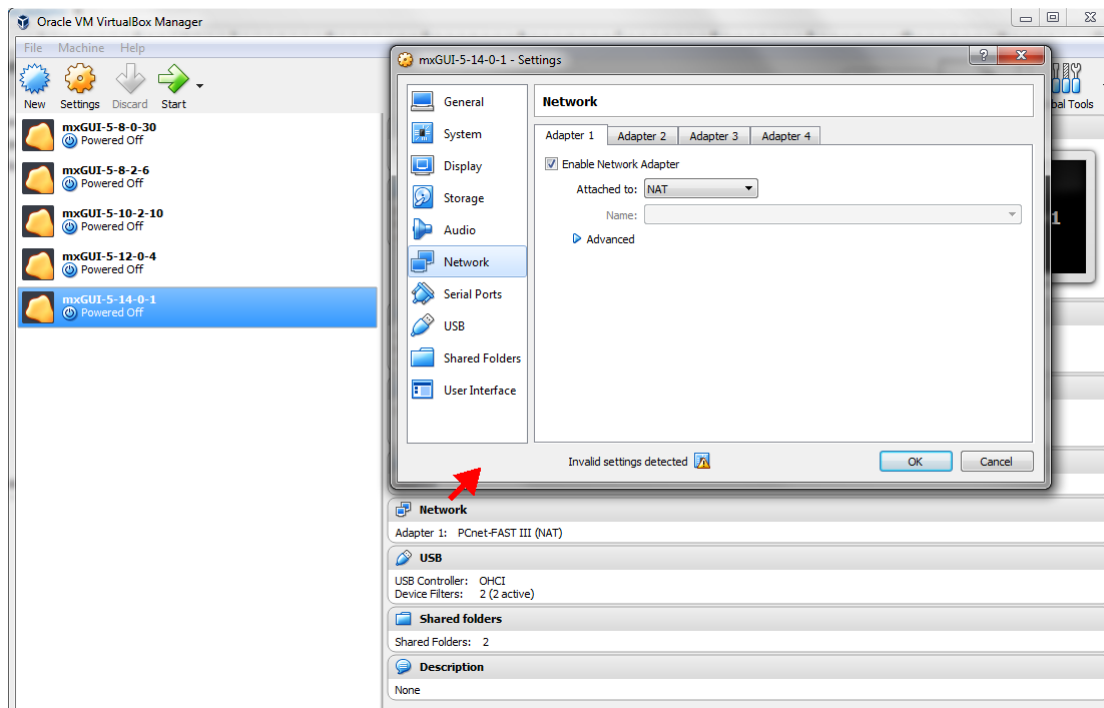 Oracle VM VirtualBox Manager
File Machine Help
New Settings Discard Start
mxGUI-5-8-0-30
Powered Off
mxGUI-5-8-2-6
Powered Off
mxGUI-5-10-2-10
Powered Off
mxGUI-5-12-0-4
Powered Off
mxGUI-5-14-0-1
Powered Off
bal Tools
1
mxGUI-5-14-0-1 - Settings
?
General
System
Display
Storage
Audio
Network
Serial Ports
USB
Shared Folders
User Interface
Network
Adapter 1 Adapter 2 Adapter 3 Adapter 4
Enable Network Adapter
Attached to: NAT
Name:
Advanced
Invalid settings detected OK Cancel
Network
Adapter 1: PCnet-FAST III (NAT)
USB
USB Controller: OHCI
Device Filters: 2 (2 active)
Shared folders
Shared Folders: 2
Description
None